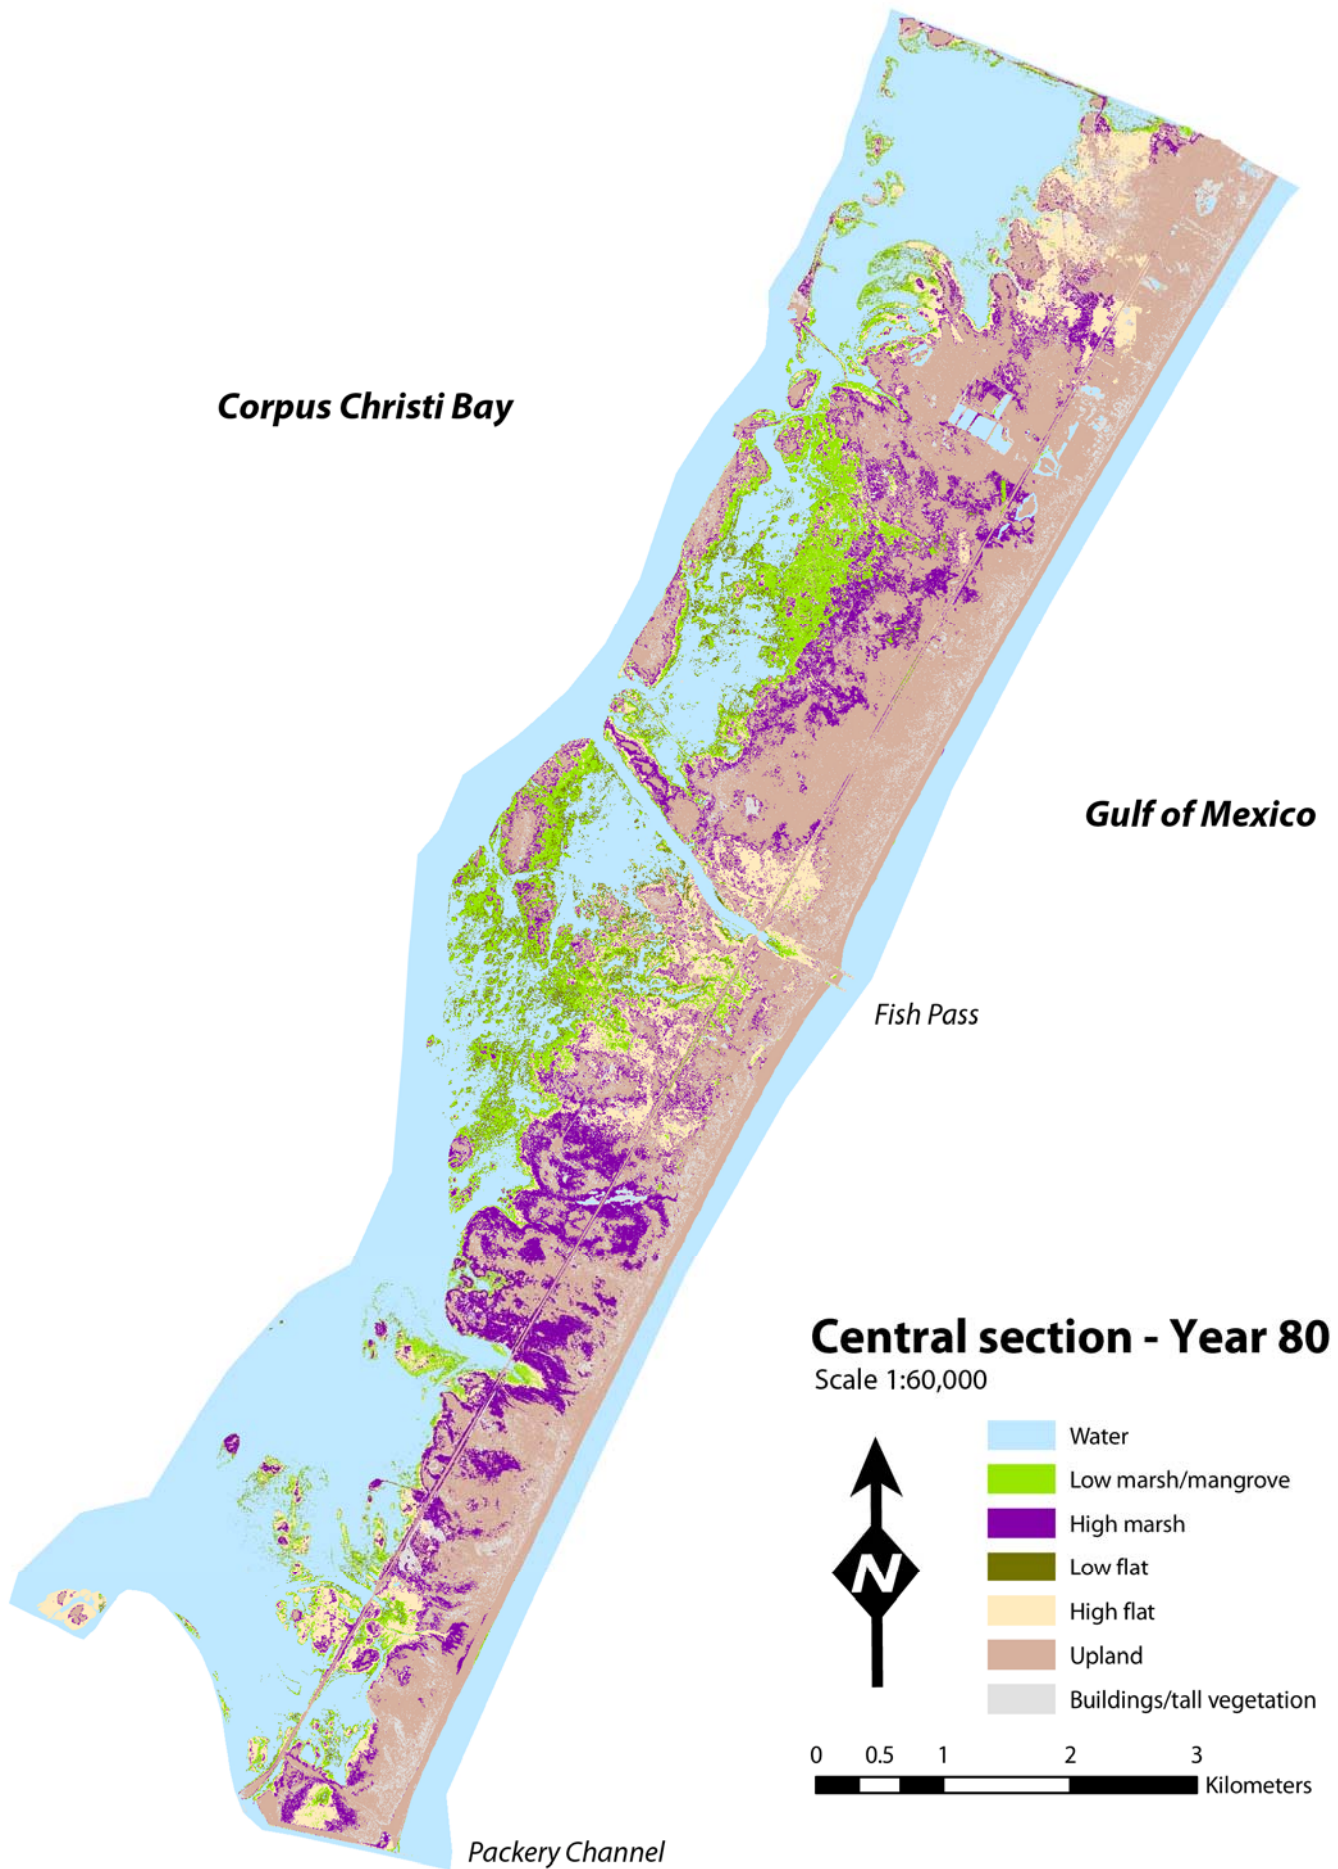 Corpus Christi Bay
Gulf of Mexico
Fish Pass
Central section - Year 80
Scale 1:60,000
Water
Low marsh/mangrove
High marsh
Low flat
N
High flat
Upland
Buildings/tall vegetation
0 0.5 1 2 3
Kilometers
Packery Channel